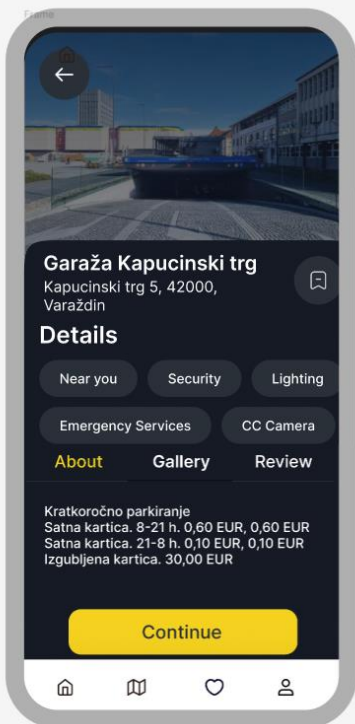 Frame
Garaža Kapucinski trg
Kapucinski trg 5, 42000,
Varaždin
Details
Near you Security Lighting
Emergency Services CC Camera
About Gallery Review
Kratkoročno parkiranje
Satna kartica. 8-21 h. 0,60 EUR, 0,60 EUR
Satna kartica. 21-8 h. 0,10 EUR, 0,10 EUR
Izgubljena kartica. 30,00 EUR
Continue